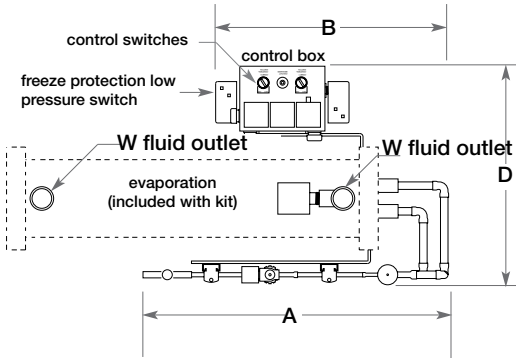 B
control switches
control box
freeze protection low
pressure switch
W fluid outlet
W fluid outlet
D
evaporation
(included with kit)
A